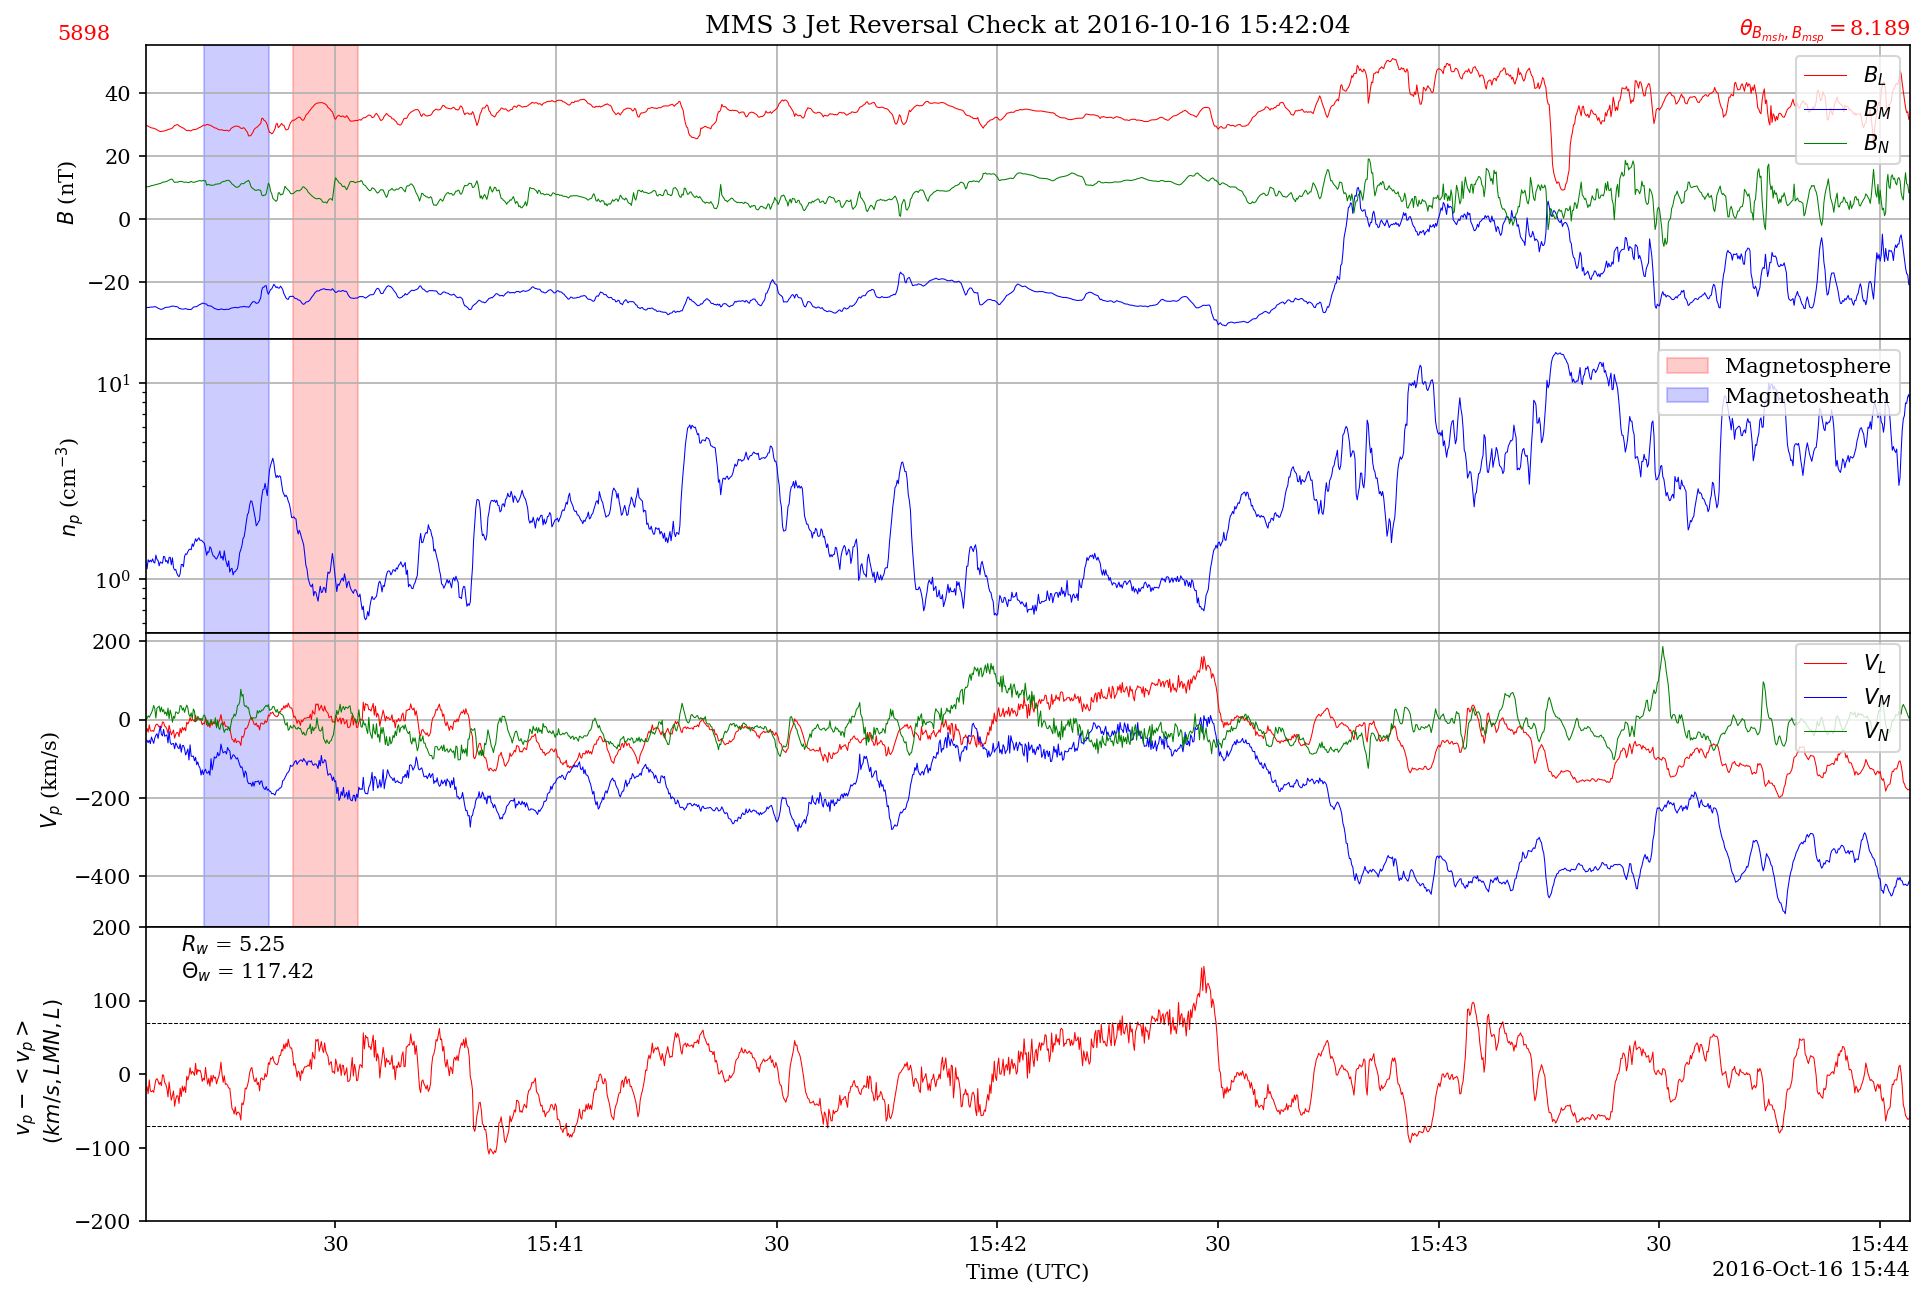 5898
MMS 3 Jet Reversal Check at 2016-10-16 15:42:04
θ_{B_{msh}, B_{msp}} = 8.189
B (nT)
40
20
0
−20
B_L
B_M
B_N
n_p (cm^{−3})
10^1
10^0
Magnetosphere
Magnetosheath
V_p (km/s)
200
0
−200
−400
V_L
V_M
V_N
v_p − < v_p >
(km/s, LMN, L)
200
100
0
−100
−200
R_w = 5.25
Θ_w = 117.42
30
15:41
30
15:42
30
15:43
30
15:44
Time (UTC)
2016-Oct-16 15:44